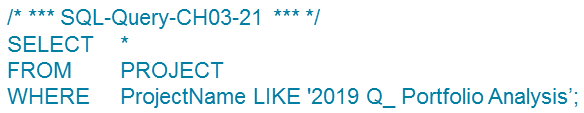 /* *** SQL-Query-CH03-21 *** */
SELECT *
FROM PROJECT
WHERE ProjectName LIKE '2019 Q_ Portfolio Analysis’;